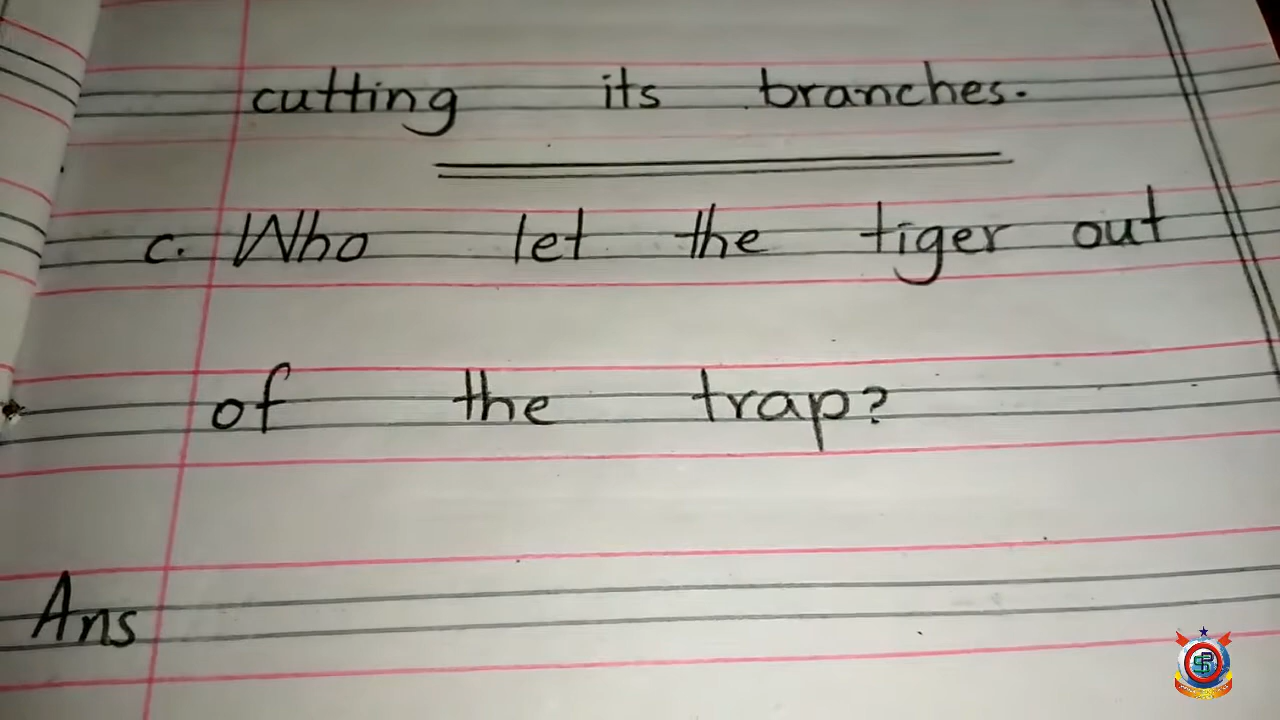 cutting its branches.
c. Who let the tiger out
of the trap?
Ans